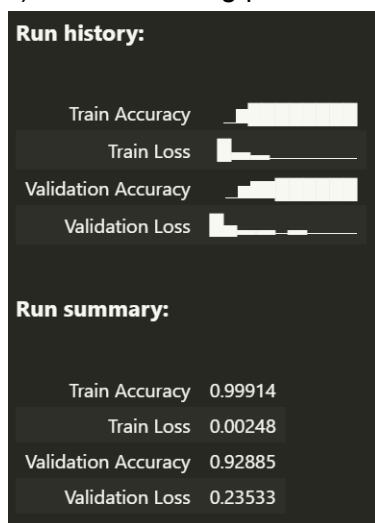 Run history:
Train Accuracy
Train Loss
Validation Accuracy
Validation Loss
Run summary:
Train Accuracy 0.99914
Train Loss 0.00248
Validation Accuracy 0.92885
Validation Loss 0.23533